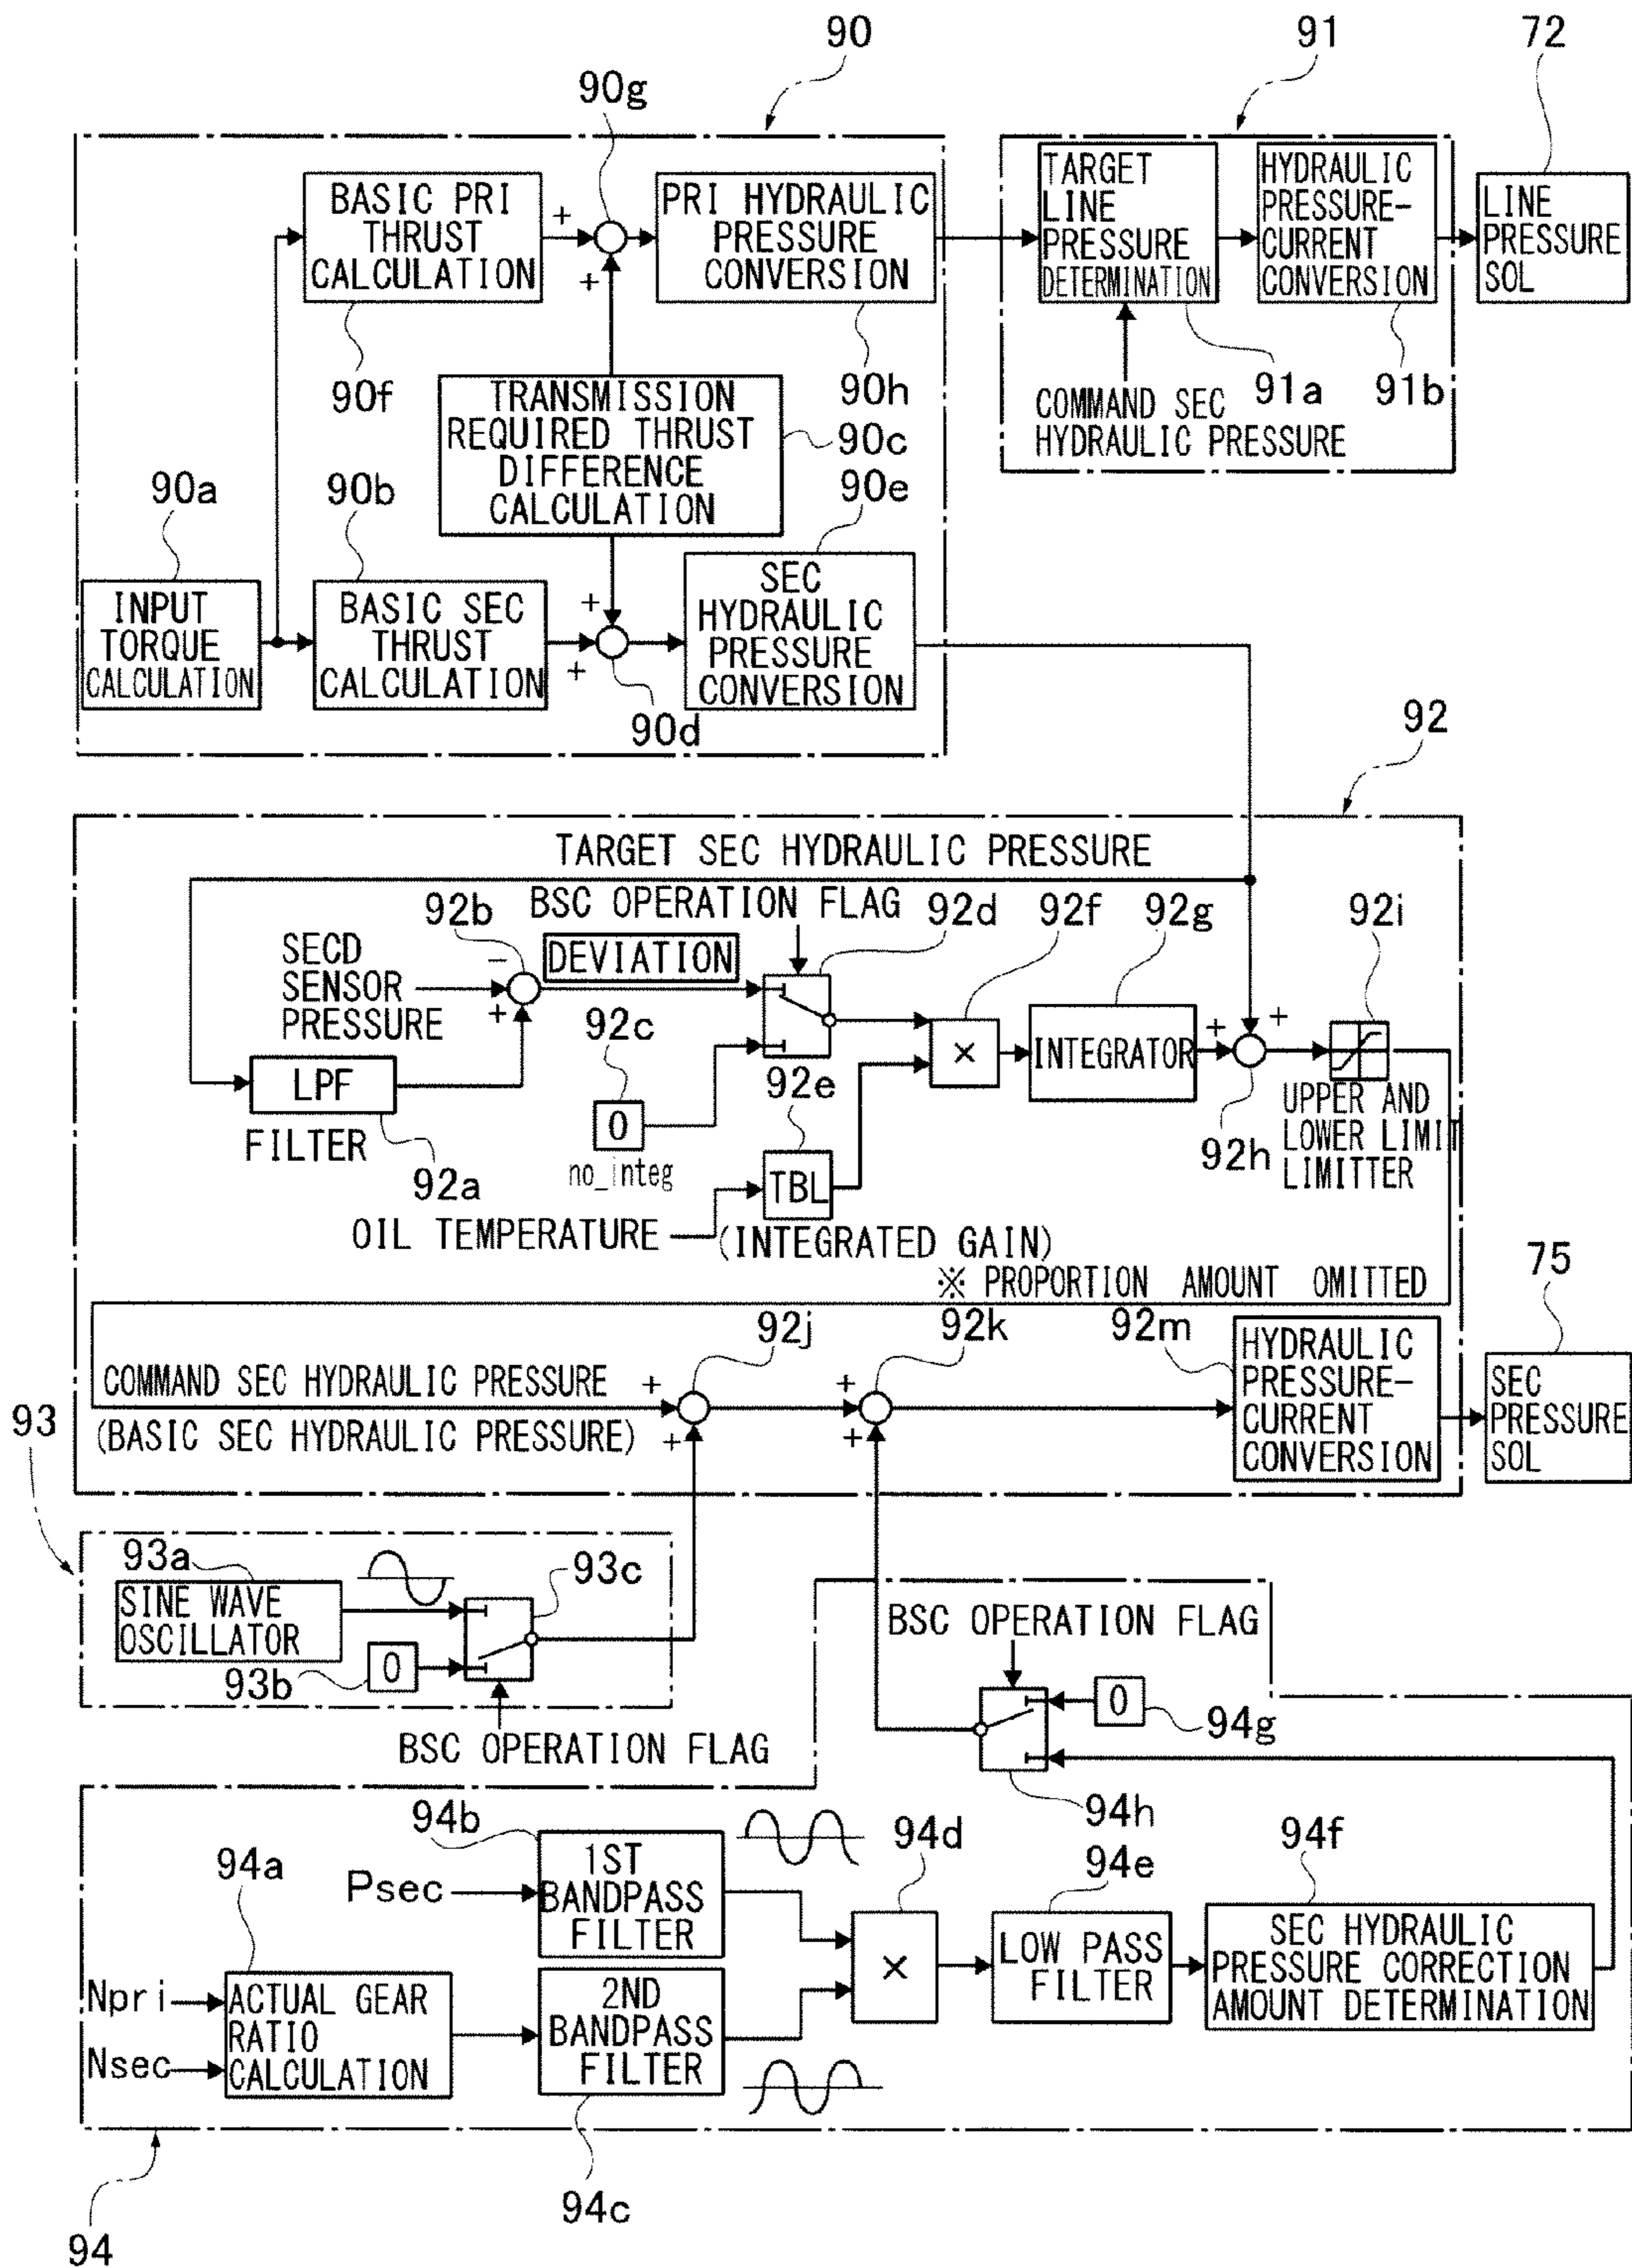 90
91
72
90g
BASIC PRI
THRUST
CALCULATION
+
+
PRI HYDRAULIC
PRESSURE
CONVERSION
TARGET
LINE
PRESSURE
DETERMINATION
HYDRAULIC
PRESSURE-
CURRENT
CONVERSION
LINE
PRESSURE
SOL
90f
90h
91a
91b
TRANSMISSION
REQUIRED THRUST
DIFFERENCE
CALCULATION
90c
COMMAND SEC
HYDRAULIC PRESSURE
90a
90b
90e
INPUT
TORQUE
CALCULATION
BASIC SEC
THRUST
CALCULATION
+
+
SEC
HYDRAULIC
PRESSURE
CONVERSION
90d
92
TARGET SEC HYDRAULIC PRESSURE
BSC OPERATION FLAG
92b
92d
92f
92g
92i
SECD
SENSOR
PRESSURE
−
+
DEVIATION
92c
92e
×
INTEGRATOR
+
+
LPF
FILTER
92a
0
no_integ
TBL
92h
UPPER AND
LOWER LIMIT
LIMITTER
OIL TEMPERATURE
(INTEGRATED GAIN)
※ PROPORTION AMOUNT OMITTED
75
92j
92k
92m
COMMAND SEC HYDRAULIC PRESSURE
(BASIC SEC HYDRAULIC PRESSURE)
+
+
+
+
HYDRAULIC
PRESSURE-
CURRENT
CONVERSION
SEC
PRESSURE
SOL
93
93a
93c
SINE WAVE
OSCILLATOR
93b
0
BSC OPERATION FLAG
BSC OPERATION FLAG
0
94g
94h
94b
94a
Psec
1ST
BANDPASS
FILTER
94d
94e
94f
Npri
Nsec
ACTUAL GEAR
RATIO
CALCULATION
2ND
BANDPASS
FILTER
×
LOW PASS
FILTER
SEC HYDRAULIC
PRESSURE CORRECTION
AMOUNT DETERMINATION
94c
94